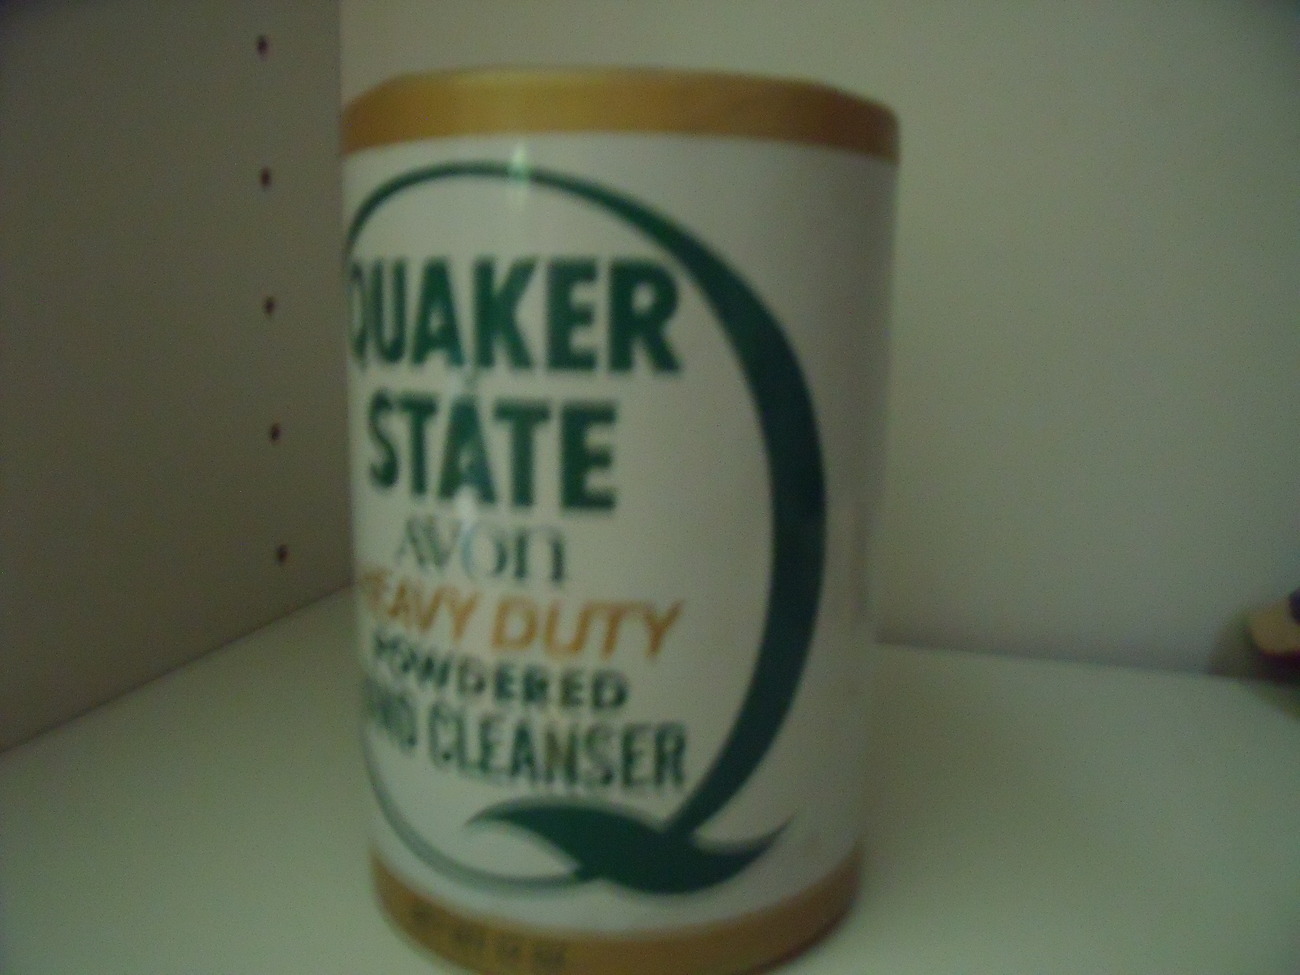 QUAKER
STATE
AVON
HEAVY DUTY
POWDERED
HAND CLEANSER